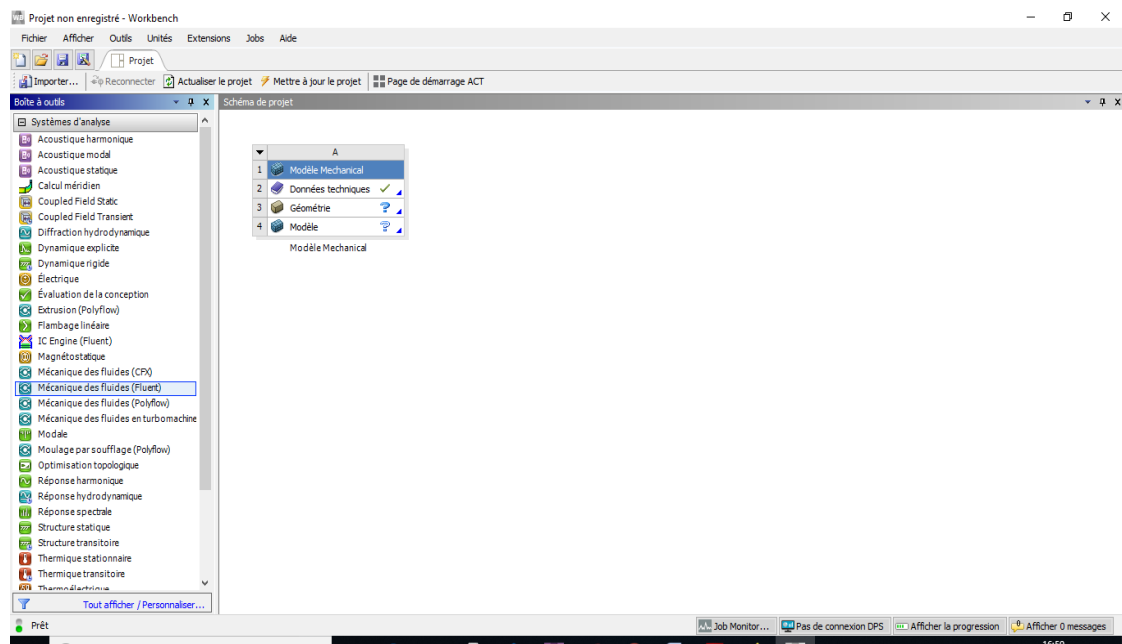 Projet non enregistré - Workbench
Fichier Afficher Outils Unités Extensions Jobs Aide
Projet
Importer... Reconnecter Actualiser le projet Mettre à jour le projet Page de démarrage ACT
Boîte à outils
Schéma de projet
Systèmes d'analyse
Acoustique harmonique
Acoustique modal
Acoustique statique
Calcul méridien
Coupled Field Static
Coupled Field Transient
Diffraction hydrodynamique
Dynamique explicite
Dynamique rigide
Électrique
Évaluation de la conception
Extrusion (Polyflow)
Flambage linéaire
IC Engine (Fluent)
Magnétostatique
Mécanique des fluides (CFX)
Mécanique des fluides (Fluent)
Mécanique des fluides (Polyflow)
Mécanique des fluides en turbomachine
Modale
Moulage par soufflage (Polyflow)
Optimisation topologique
Réponse harmonique
Réponse hydrodynamique
Réponse spectrale
Structure statique
Structure transitoire
Thermique stationnaire
Thermique transitoire
Thermoélectrique
Tout afficher / Personnaliser...
A
1 Modèle Mechanical
2 Données techniques
3 Géométrie
4 Modèle
Modèle Mechanical
Prêt
Job Monitor... Pas de connexion DPS Afficher la progression Afficher 0 messages
16:59